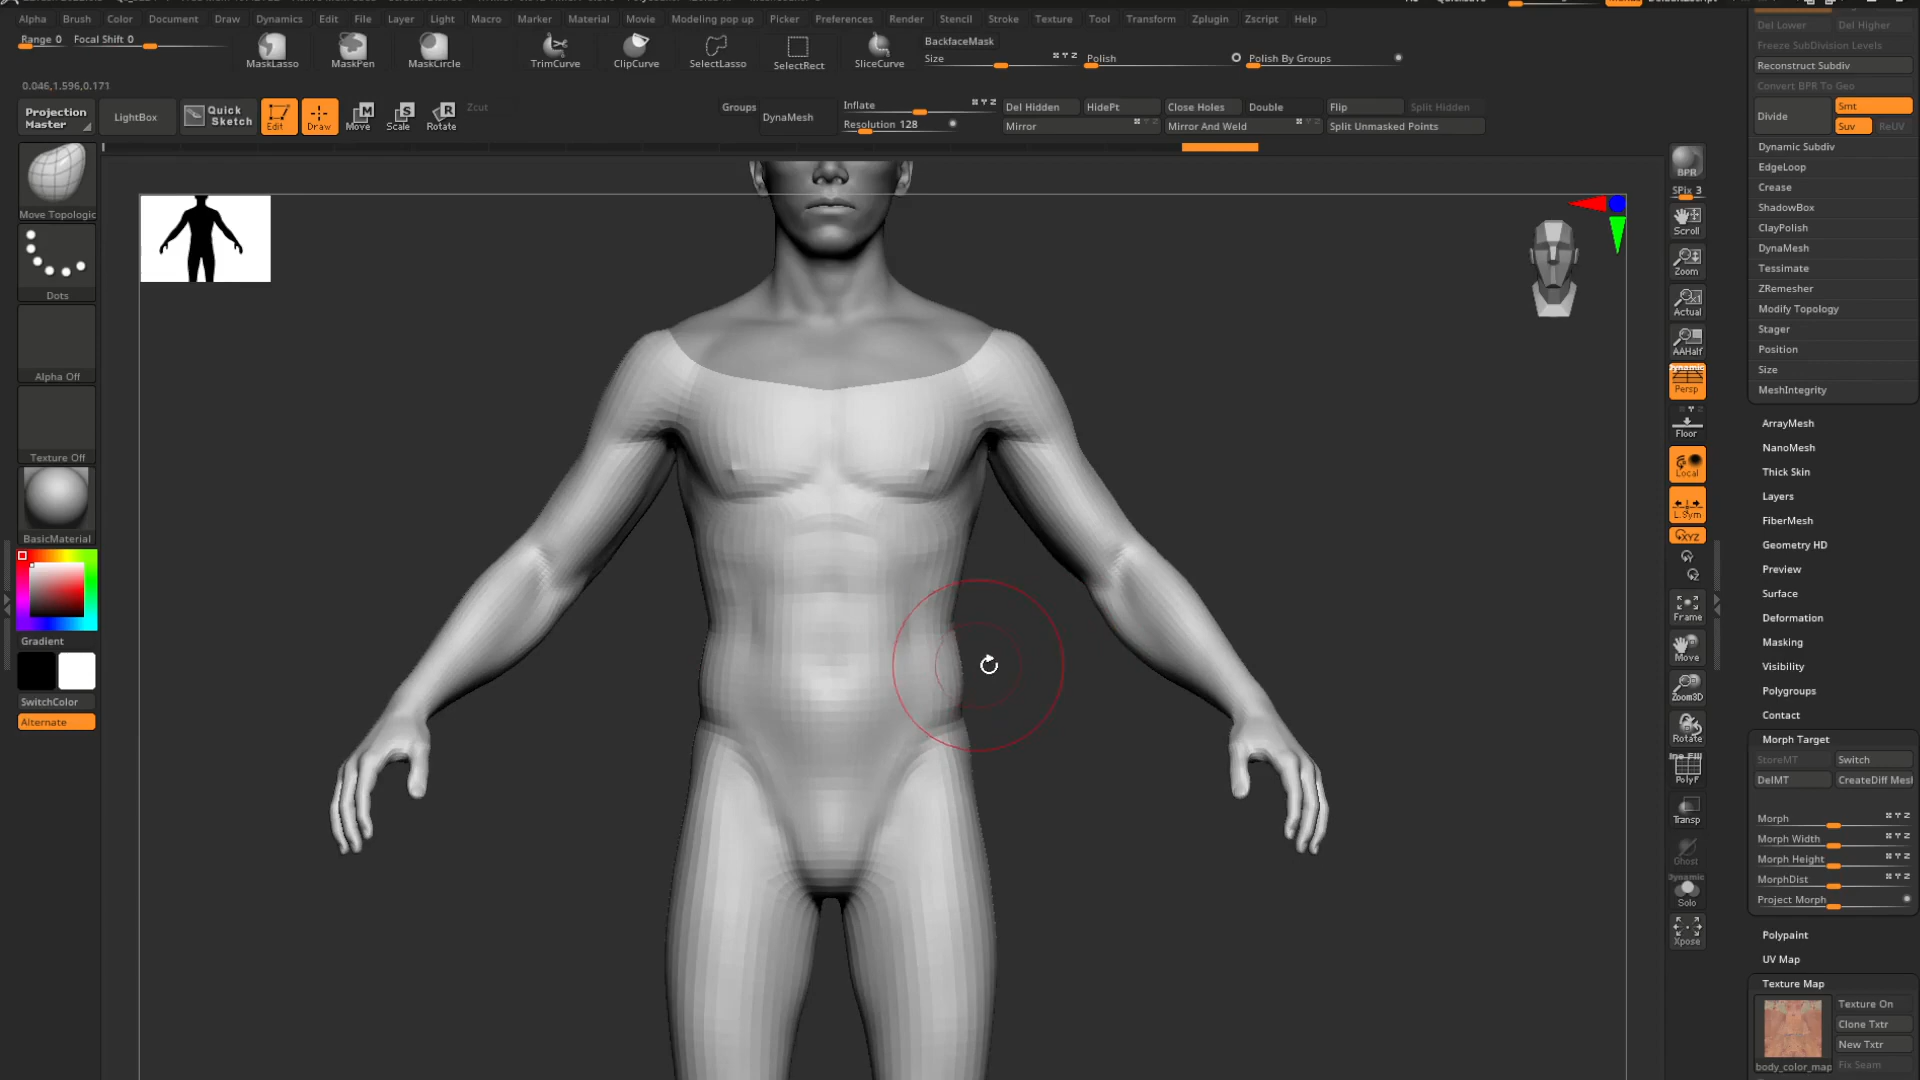 Alpha Brush Color Document Draw Dynamics Edit File Layer Light Macro Marker Material Movie Modeling pop up Picker Preferences Render Stencil Stroke Texture Tool Transform Zplugin Zscript Help
Range 0 Focal Shift 0
MaskLasso MaskPen MaskCircle TrimCurve ClipCurve SelectLasso SelectRect SliceCurve
BackfaceMask
Size Polish Polish By Groups
0.046,1.596,0.171
Projection Master
LightBox
Quick Sketch
Edit Draw Move Scale Rotate
Zcut
Groups
DynaMesh
Inflate
Resolution 128
Del Hidden HidePt Close Holes Double Flip Split Hidden
Mirror Mirror And Weld Split Unmasked Points
Move Topologic
Dots
Alpha Off
Texture Off
BasicMaterial
Gradient
SwitchColor
Alternate
BPR
SPix 3
Scroll
Zoom
Actual
AAHalf
Dynamic
Persp
Floor
Local
L.Sym
XYZ
Frame
Move
Zoom3D
Rotate
PolyF
Transp
Ghost
Dynamic
Solo
Xpose
Del Lower Del Higher
Freeze SubDivision Levels
Reconstruct Subdiv
Convert BPR To Geo
Divide
Smt
Suv ReUV
Dynamic Subdiv
EdgeLoop
Crease
ShadowBox
ClayPolish
DynaMesh
Tessimate
ZRemesher
Modify Topology
Stager
Position
Size
MeshIntegrity
ArrayMesh
NanoMesh
Thick Skin
Layers
FiberMesh
Geometry HD
Preview
Surface
Deformation
Masking
Visibility
Polygroups
Contact
Morph Target
StoreMT Switch
DelMT CreateDiff Mesl
Morph
Morph Width
Morph Height
MorphDist
Project Morph
Polypaint
UV Map
Texture Map
Texture On
Clone Txtr
New Txtr
body_color_map Fix Seam